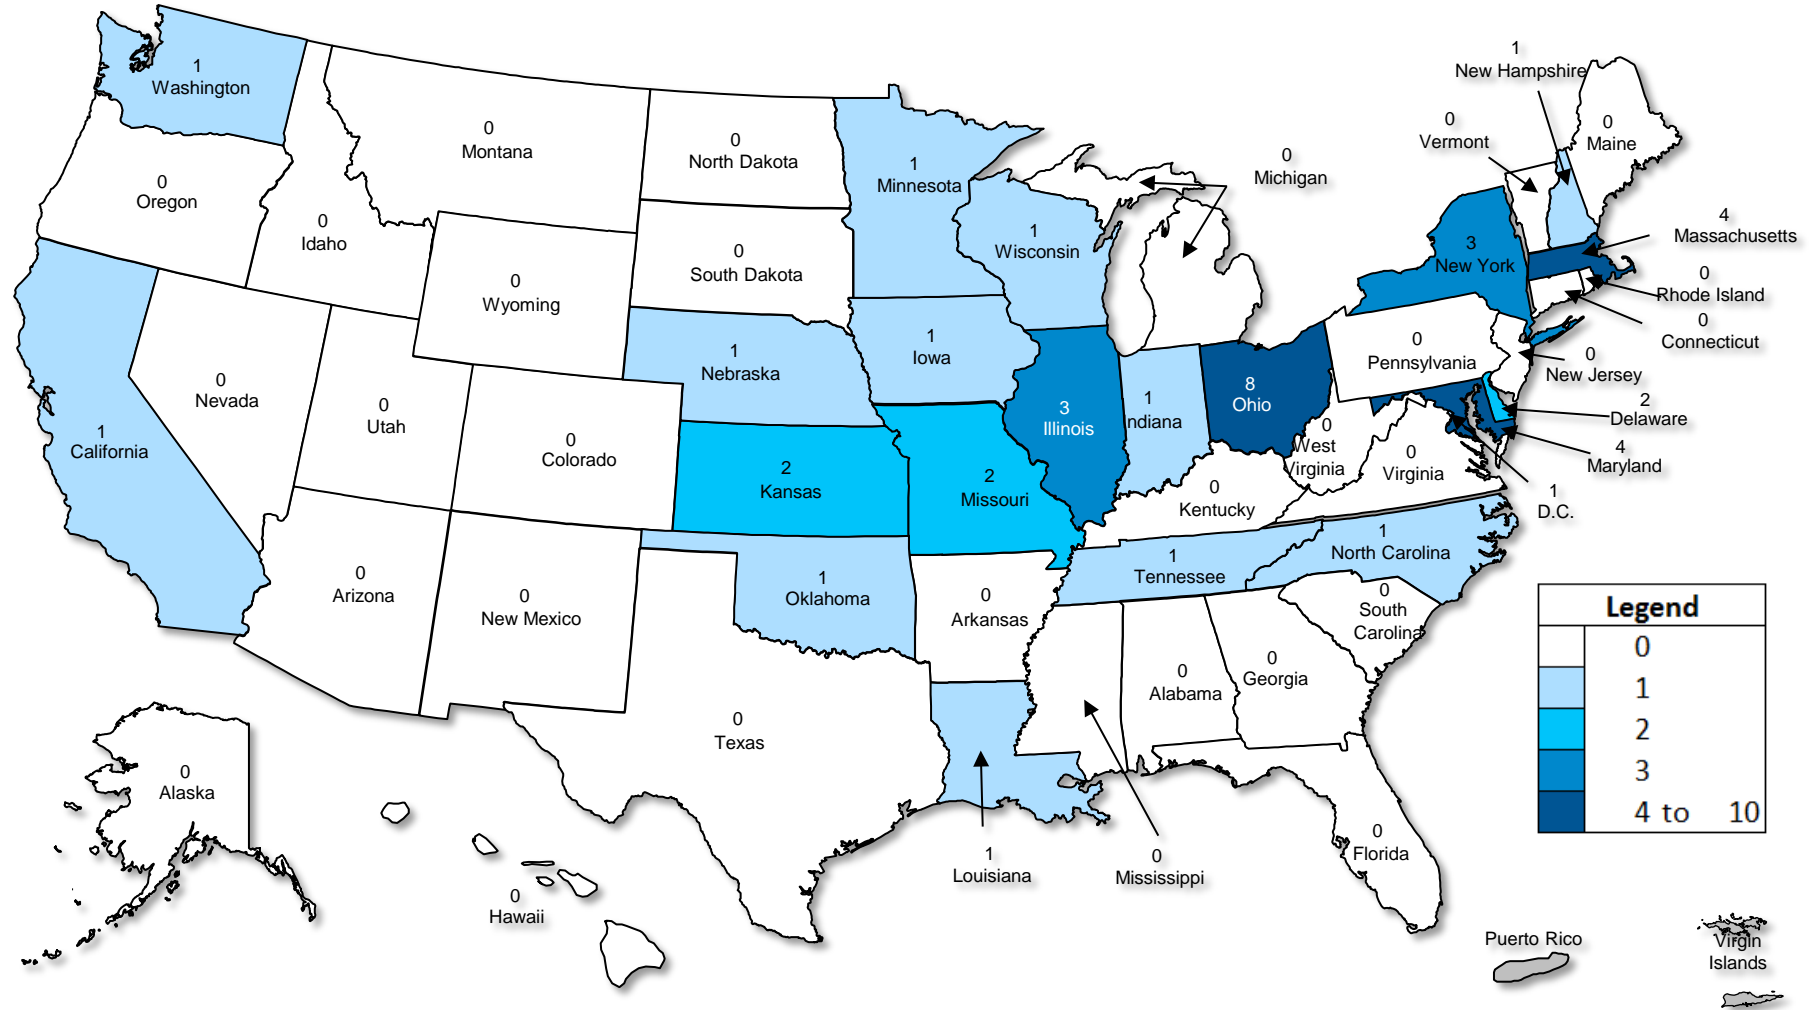 1
Washington
0
Oregon
1
California
0
Nevada
0
Idaho
0
Montana
0
Wyoming
0
Utah
0
Colorado
0
Arizona
0
New Mexico
0
North Dakota
0
South Dakota
1
Nebraska
2
Kansas
1
Oklahoma
0
Texas
1
Minnesota
1
Iowa
2
Missouri
0
Arkansas
1
Louisiana
1
Wisconsin
3
Illinois
0
Michigan
1
ndiana
8
Ohio
0
Kentucky
1
Tennessee
0
Mississippi
0
Alabama
0
Georgia
0
Florida
0
South
Carolina
1
North Carolina
0
Virginia
0
West
Virginia
0
Pennsylvania
3
New York
0
Vermont
1
New Hampshire
0
Maine
4
Massachusetts
0
Rhode Island
0
Connecticut
0
New Jersey
2
Delaware
4
Maryland
1
D.C.
0
Alaska
0
Hawaii
Puerto Rico
Virgin
Islands
Legend
0
1
2
3
4 to 10